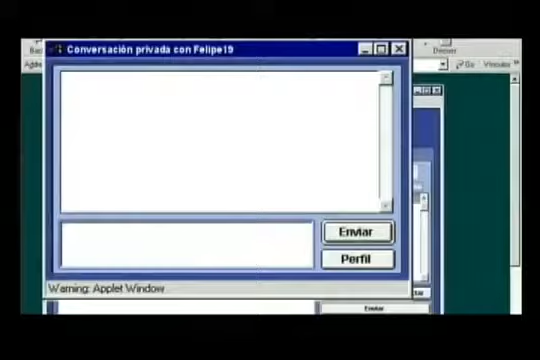 Conversación privada con Felipe19
Enviar
Perfil
Warning: Applet Window
Go
Vínculos »
Enviar